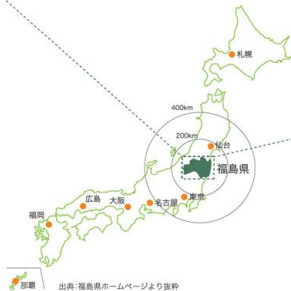 札幌
400km
200km
仙台
福島県
広島
大阪
名古屋
東京
福岡
那覇
出典:福島県ホームページより抜粋